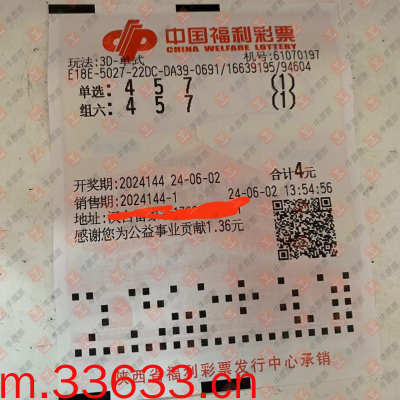 中国福利彩票
CHINA WELFARE LOTTERY
玩法:3D-单式 机号:61070197
E18E-5027-22DC-DA39-0691/16639195/94604
单选: 4 5 7 (1)
组六: 4 5 7 (1)
合计4元
开奖期:2024144 24-06-02
销售期:2024144-1 24-06-02 13:54:56
地址:
感谢您为公益事业贡献1.36元
陕西省福利彩票发行中心承销
m.33633.cn